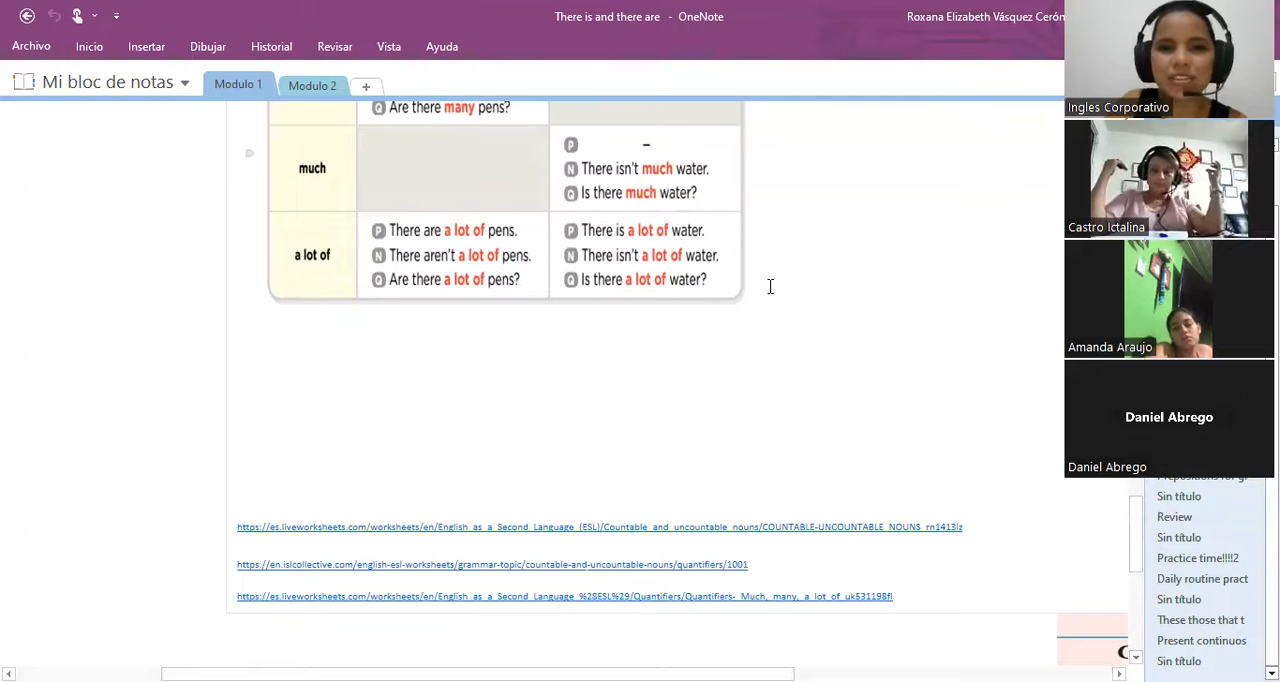 There is and there are - OneNote
Roxana Elizabeth Vásquez Cerón
Archivo Inicio Insertar Dibujar Historial Revisar Vista Ayuda
Mi bloc de notas Modulo 1 Modulo 2 +
Q Are there many pens?
much
P –
N There isn't much water.
Q Is there much water?
a lot of
P There are a lot of pens.
N There aren't a lot of pens.
Q Are there a lot of pens?
P There is a lot of water.
N There isn't a lot of water.
Q Is there a lot of water?
https://es.liveworksheets.com/worksheets/en/English_as_a_Second_Language_(ESL)/Countable_and_uncountable_nouns/COUNTABLE-UNCOUNTABLE_NOUNS_rn1413lz
https://en.islcollective.com/english-esl-worksheets/grammar-topic/countable-and-uncountable-nouns/quantifiers/1001
https://es.liveworksheets.com/worksheets/en/English_as_a_Second_Language_%28ESL%29/Quantifiers/Quantifiers-_Much,_many,_a_lot_of_uk531198fl
Ingles Corporativo
Castro Ictalina
Amanda Araujo
Daniel Abrego
Daniel Abrego
Sin título
Review
Sin título
Practice time!!!!2
Daily routine pract
Sin título
These those that t
Present continuos
Sin título